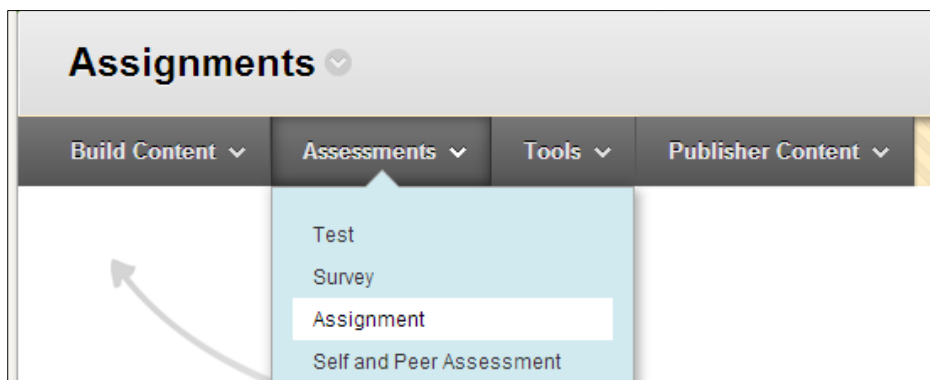 Assignments
Build Content Assessments Tools Publisher Content
Test
Survey
Assignment
Self and Peer Assessment